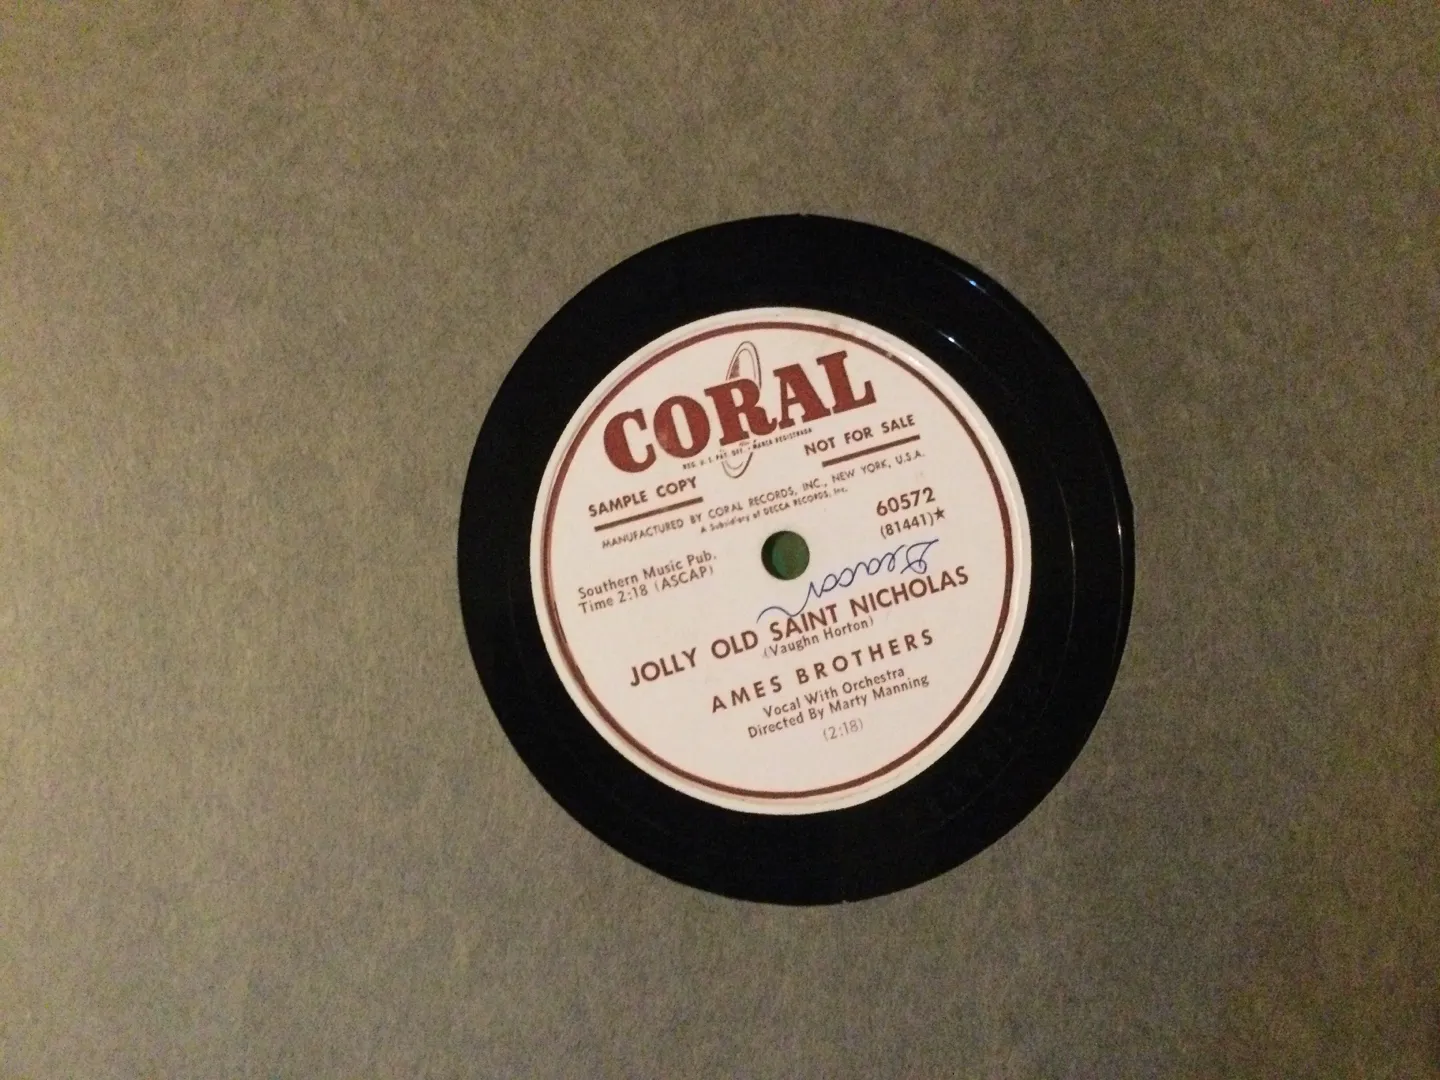 CORAL
REG. U. S. PAT. OFF. - MARCA REGISTRADA
SAMPLE COPY
NOT FOR SALE
MANUFACTURED BY CORAL RECORDS, INC., NEW YORK, U.S.A.
A Subsidiary of DECCA RECORDS, Inc.
60572
(81441)★
Southern Music Pub.
Time 2:18 (ASCAP)
JOLLY OLD SAINT NICHOLAS
(Vaughn Horton)
AMES BROTHERS
Vocal With Orchestra
Directed By Marty Manning
(2:18)